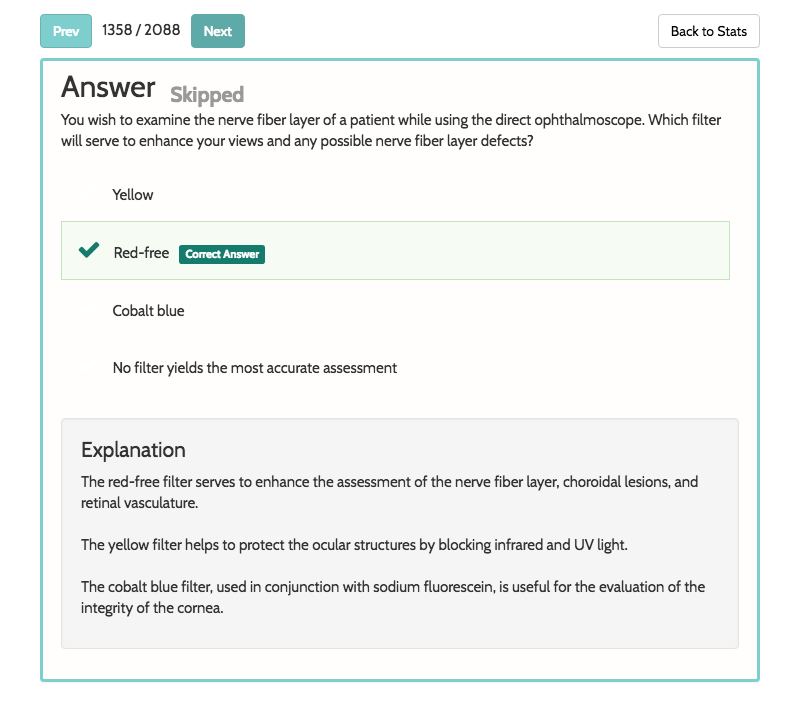 Prev 1358 / 2088 Next Back to Stats
Answer Skipped
You wish to examine the nerve fiber layer of a patient while using the direct ophthalmoscope. Which filter
will serve to enhance your views and any possible nerve fiber layer defects?
Yellow
Red-free Correct Answer
Cobalt blue
No filter yields the most accurate assessment
Explanation
The red-free filter serves to enhance the assessment of the nerve fiber layer, choroidal lesions, and
retinal vasculature.
The yellow filter helps to protect the ocular structures by blocking infrared and UV light.
The cobalt blue filter, used in conjunction with sodium fluorescein, is useful for the evaluation of the
integrity of the cornea.